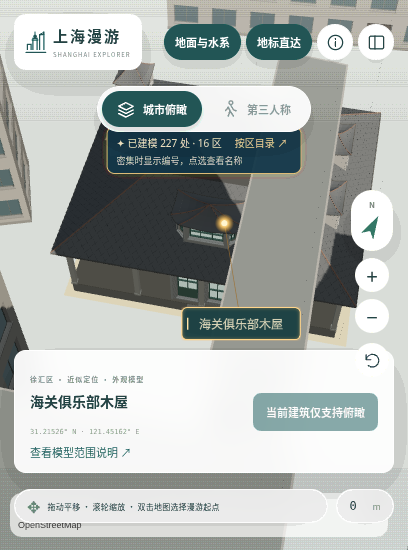 上海漫游
SHANGHAI EXPLORER
地面与水系
地标直达
城市俯瞰
第三人称
✦ 已建模 227 处 · 16 区 按区目录 ↗
密集时显示编号，点选查看名称
N
+
−
海关俱乐部木屋
徐汇区 · 近似定位 · 外观模型
海关俱乐部木屋
31.21526° N · 121.45162° E
查看模型范围说明 ↗
当前建筑仅支持俯瞰
拖动平移 · 滚轮缩放 · 双击地图选择漫游起点
0 m
OpenStreetMap